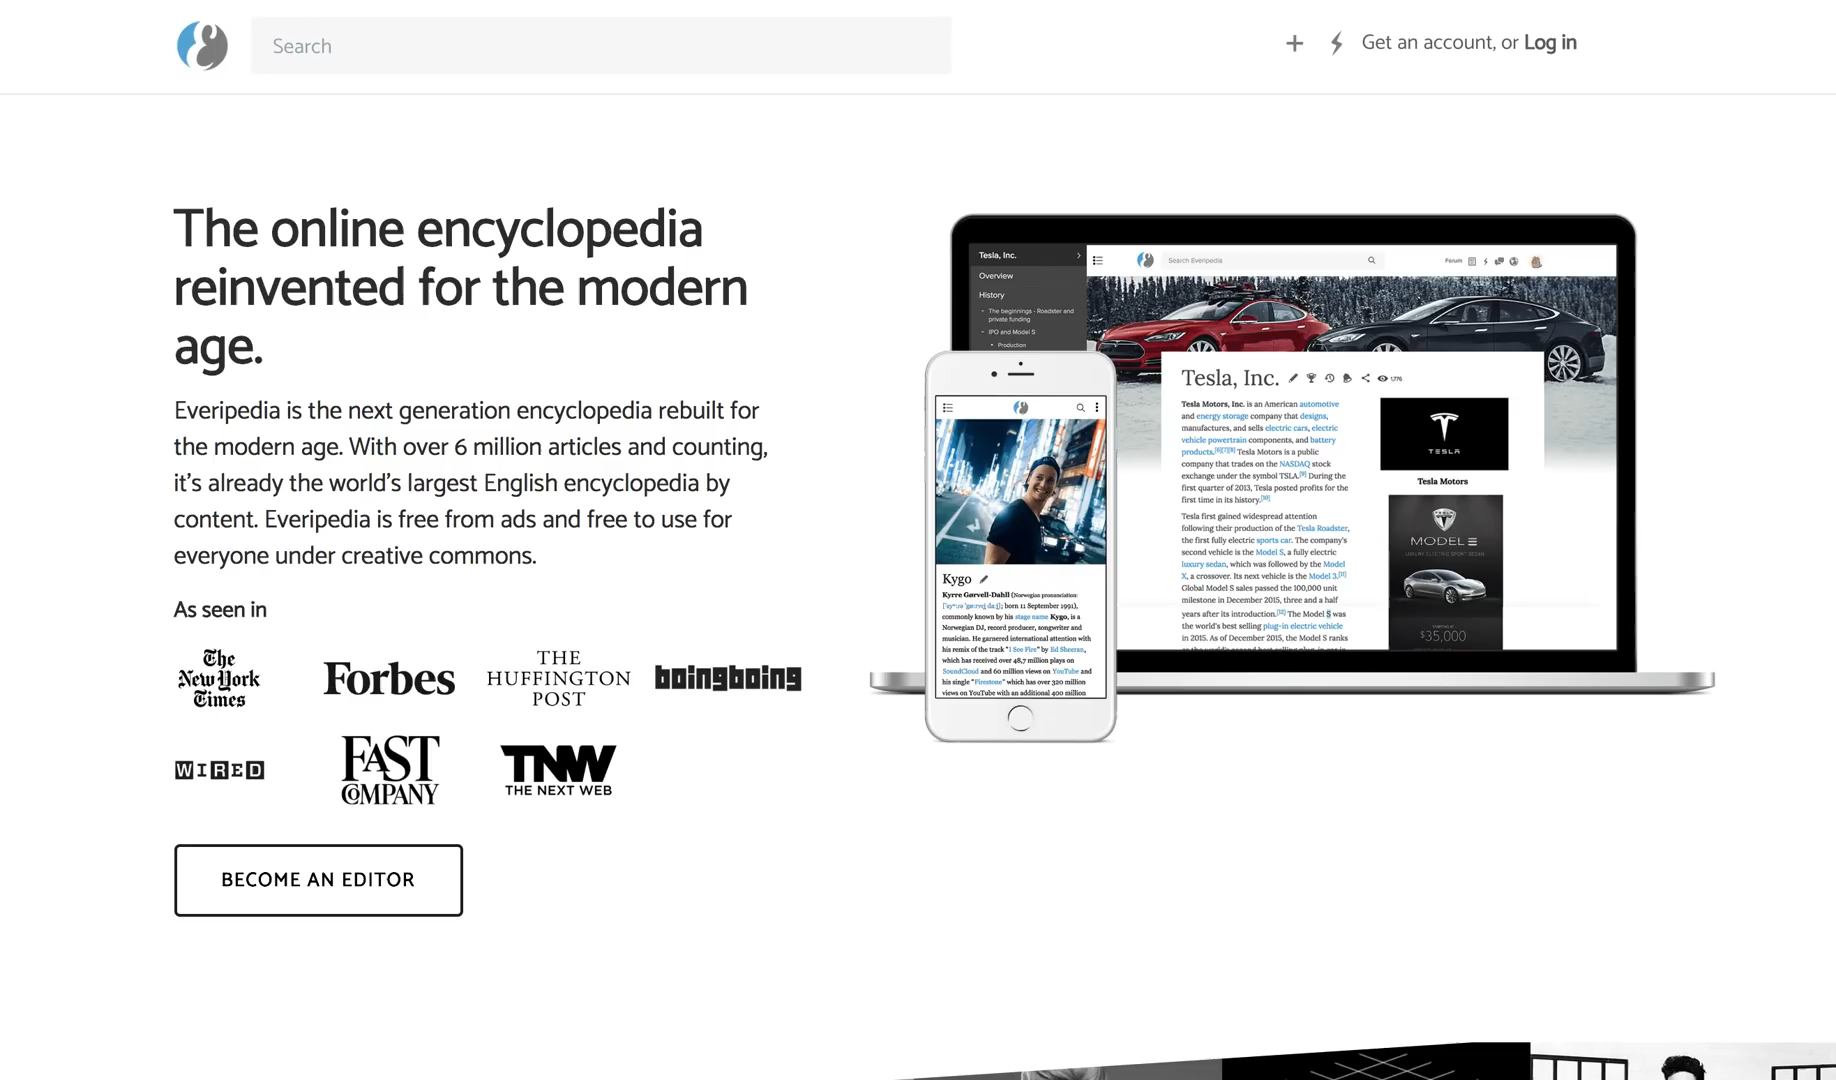 Search
Get an account, or Log in
The online encyclopedia
reinvented for the modern
age.
Everipedia is the next generation encyclopedia rebuilt for
the modern age. With over 6 million articles and counting,
it's already the world's largest English encyclopedia by
content. Everipedia is free from ads and free to use for
everyone under creative commons.
As seen in
The
New York
Times
Forbes
THE
HUFFINGTON
POST
boingboing
WIRED
FAST
COMPANY
TNW
THE NEXT WEB
BECOME AN EDITOR
Tesla, Inc.
Overview
History
- The beginnings - Roadster and
private funding
- IPO and Model S
• Production
Search Everipedia
Forum
Tesla, Inc.
1,776
Tesla Motors, Inc. is an American automotive
and energy storage company that designs,
manufactures, and sells electric cars, electric
vehicle powertrain components, and battery
products.[6][7][8] Tesla Motors is a public
company that trades on the NASDAQ stock
exchange under the symbol TSLA.[9] During the
first quarter of 2013, Tesla posted profits for the
first time in its history.[10]
Tesla first gained widespread attention
following their production of the Tesla Roadster,
the first fully electric sports car. The company's
second vehicle is the Model S, a fully electric
luxury sedan, which was followed by the Model
X, a crossover. Its next vehicle is the Model 3.[11]
Global Model S sales passed the 100,000 unit
milestone in December 2015, three and a half
years after its introduction.[12] The Model S was
the world's best selling plug-in electric vehicle
in 2015. As of December 2015, the Model S ranks
TESLA
Tesla Motors
MODEL Ξ
LUXURY ELECTRIC SPORT SEDAN
STARTING AT
$35,000
Kygo
Kyrre Gørvell-Dahll (Norwegian pronunciation:
born 11 September 1991),
commonly known by his stage name Kygo, is a
Norwegian DJ, record producer, songwriter and
musician. He garnered international attention with
his remix of the track "I See Fire" by Ed Sheeran,
which has received over 48,7 million plays on
SoundCloud and 60 million views on YouTube and
his single "Firestone" which has over 320 million
views on YouTube with an additional 400 million